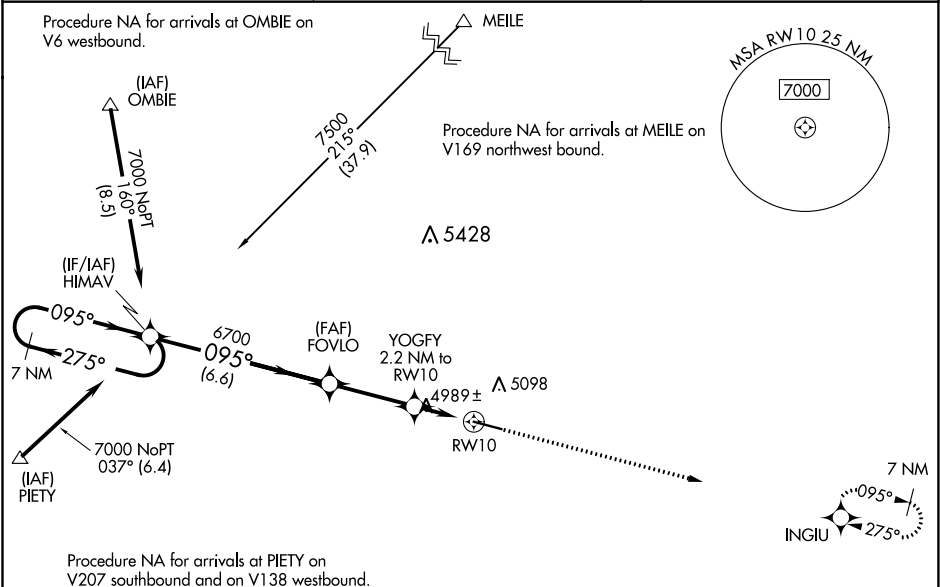 Procedure NA for arrivals at OMBIE on
V6 westbound.
MEILE
MSA RW10 25 NM
7000
(IAF)
OMBIE
7500
215°
(37.9)
Procedure NA for arrivals at MEILE on
V169 northwest bound.
7000 NoPT
160°
(8.5)
5428
(IF/IAF)
HIMAV
095°
275°
7 NM
6700
095°
(6.6)
(FAF)
FOVLO
YOGFY
2.2 NM to
RW10
4989±
5098
RW10
7000 NoPT
037° (6.4)
(IAF)
PIETY
7 NM
095°
275°
INGIU
Procedure NA for arrivals at PIETY on
V207 southbound and on V138 westbound.